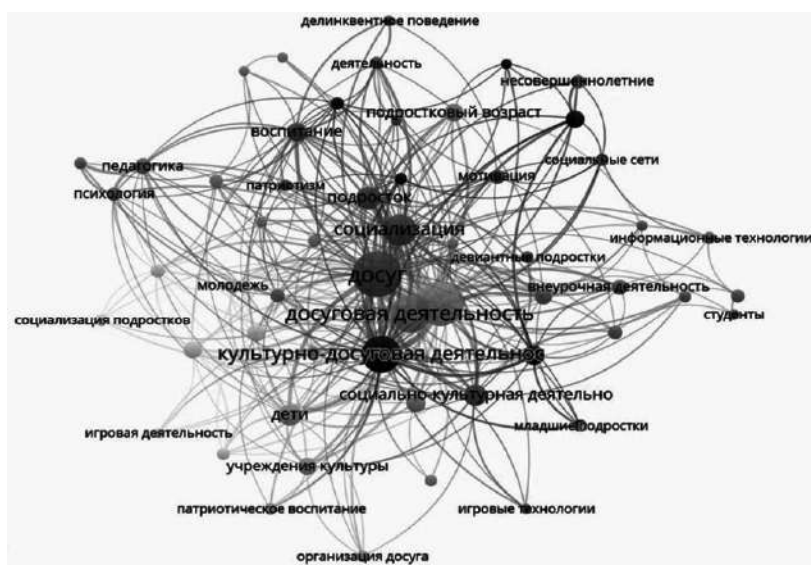 делинквентное поведение
деятельность
несовершеннолетние
подростковый возраст
воспитание
педагогика
социальные сети
психология
патриотизм
мотивация
подросток
социализация
информационные технологии
девиантные подростки
досуг
молодежь
внеурочная деятельность
досуговая деятельность
студенты
социализация подростков
культурно-досуговая деятельнос
социально-культурная деятельно
дети
младшие подростки
игровая деятельность
учреждения культуры
патриотическое воспитание
игровые технологии
организация досуга